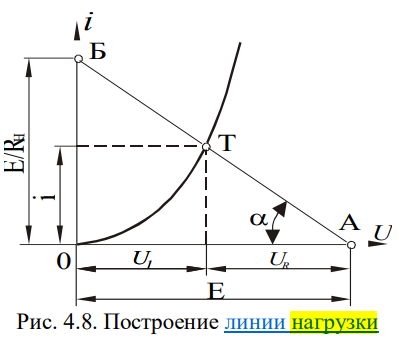 i
Б
E/RH
i
T
α
A
U
0
UI
UR
E
Рис. 4.8. Построение линии нагрузки